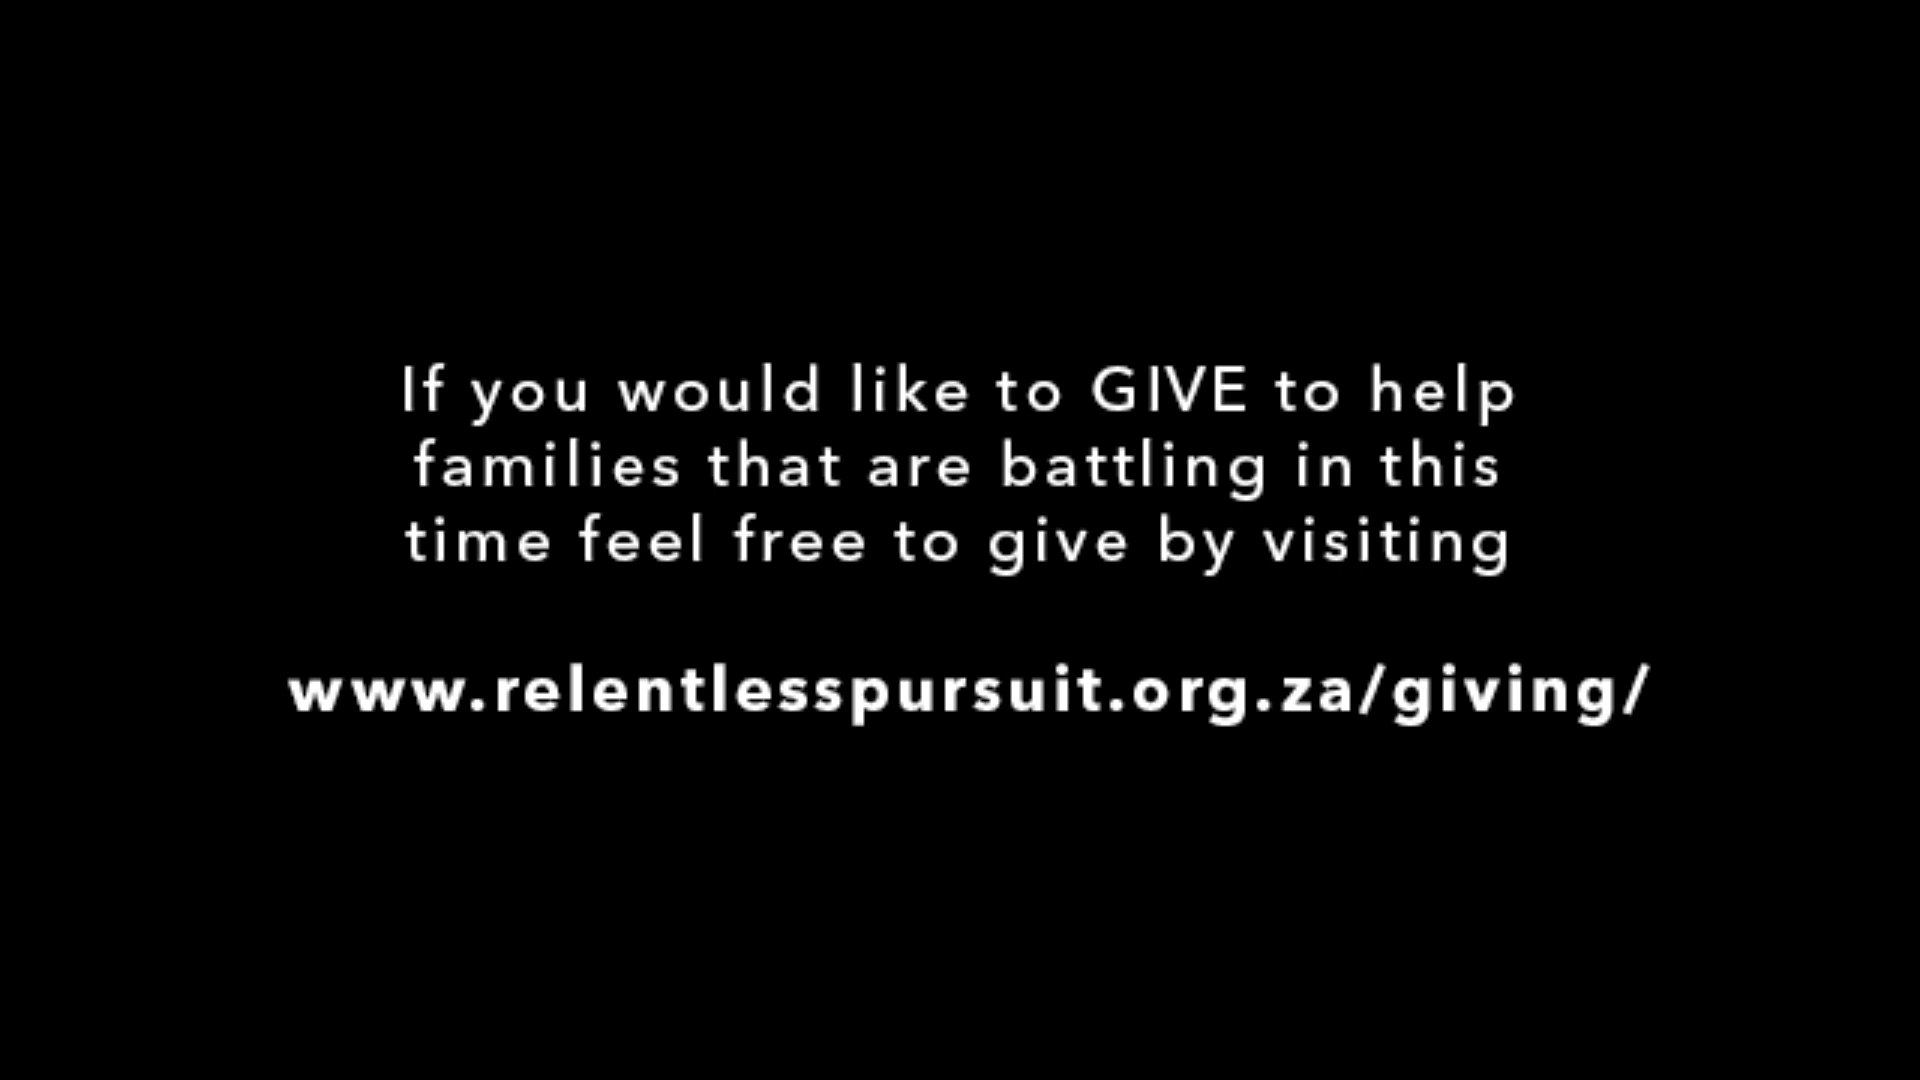 If you would like to GIVE to help
families that are battling in this
time feel free to give by visiting
www.relentlesspursuit.org.za/giving/